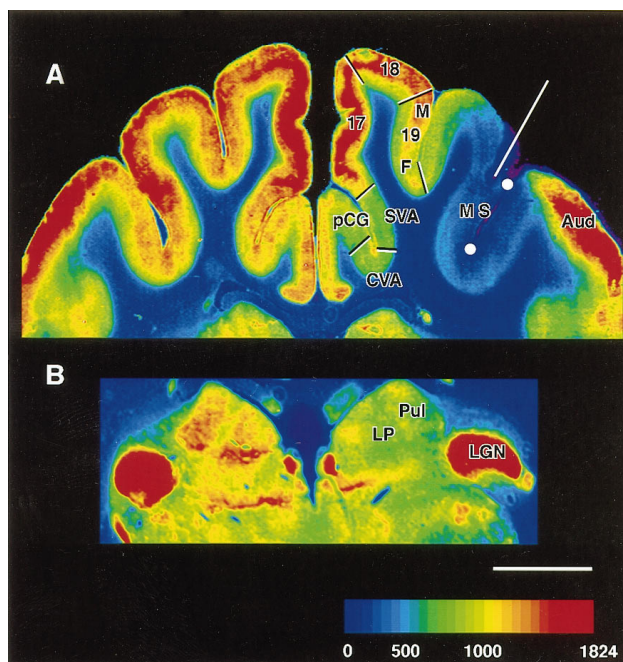 A
18
17
M
19
F
pCG
SVA
M S
Aud
CVA
B
Pul
LP
LGN
0 500 1000 1824